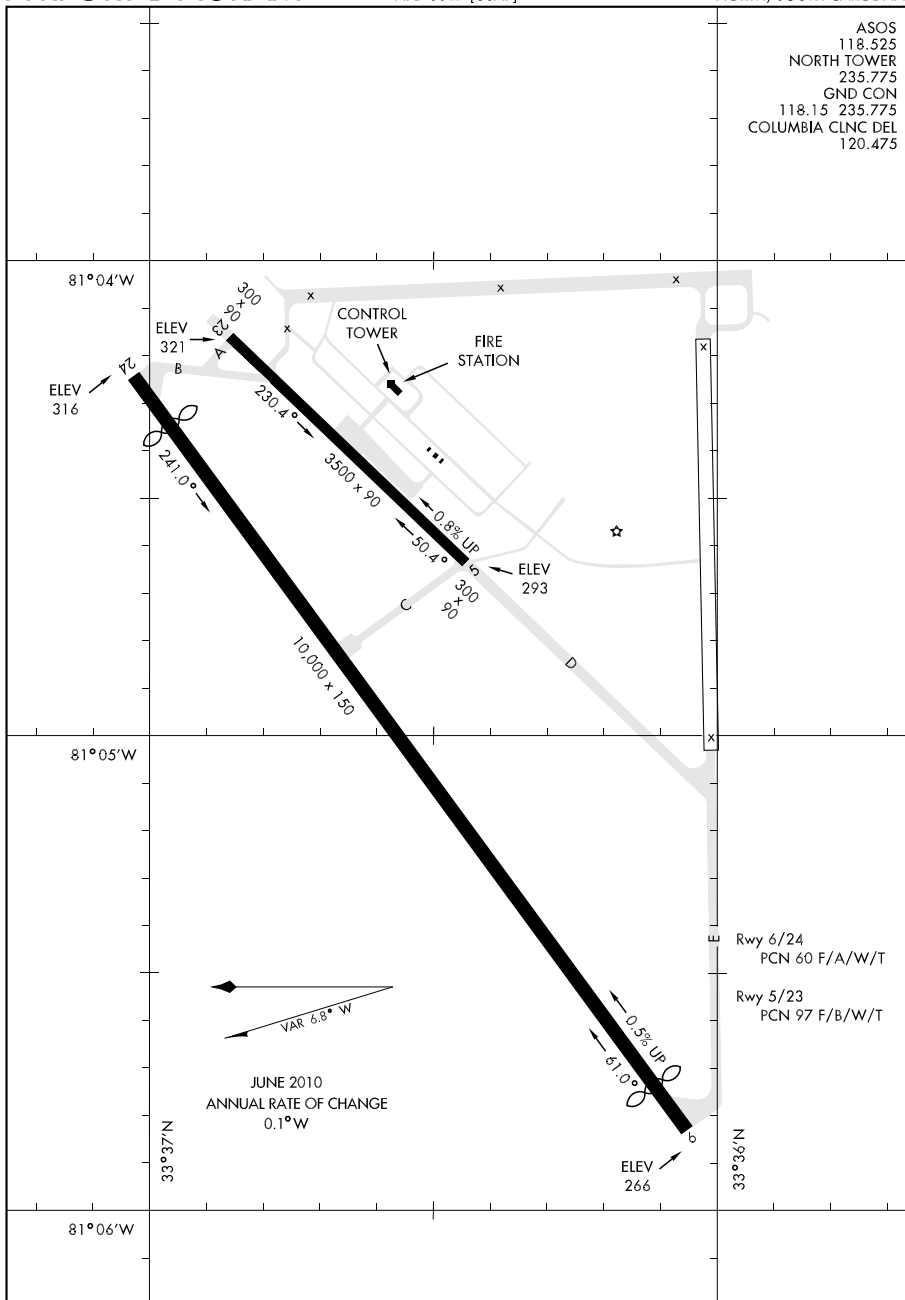 ASOS
118.525
NORTH TOWER
235.775
GND CON
118.15 235.775
COLUMBIA CLNC DEL
120.475
81°04'W
300
× 90
23
ELEV
321
A
B
24
ELEV
316
CONTROL
TOWER
FIRE
STATION
x
x
x
x
x
230.4°
241.0°
3500 x 90
0.8% UP
50.4°
5
ELEV
293
300
×
90
C
D
10,000 x 150
x
81°05'W
E
Rwy 6/24
PCN 60 F/A/W/T
Rwy 5/23
PCN 97 F/B/W/T
VAR 6.8° W
0.5% UP
61.0°
JUNE 2010
ANNUAL RATE OF CHANGE
0.1°W
33°37'N
33°36'N
6
ELEV
266
81°06'W